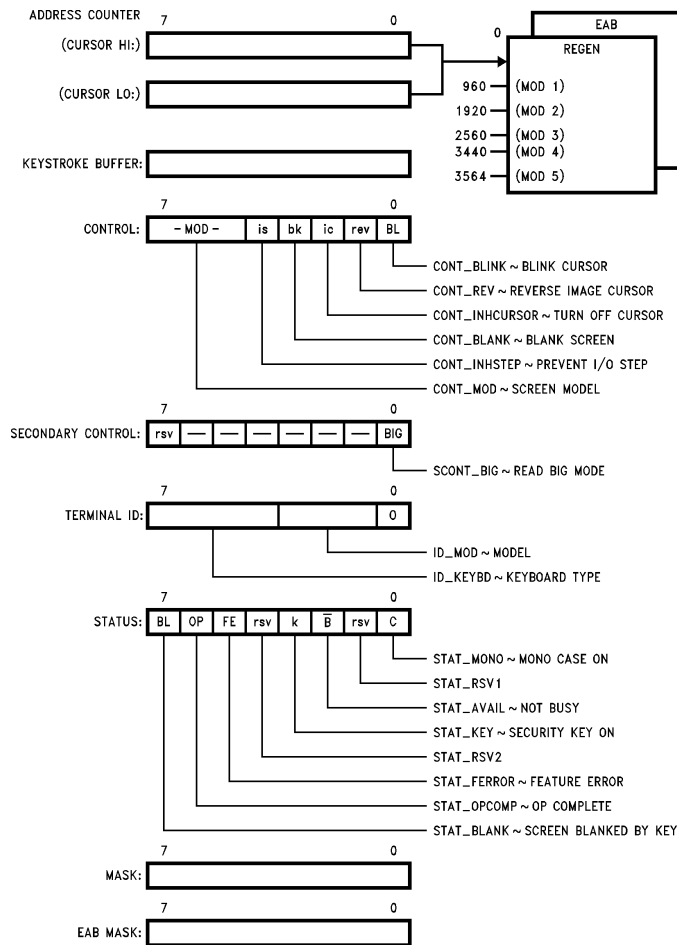 ADDRESS COUNTER
7 0
(CURSOR HI:)
(CURSOR LO:)
EAB
0
REGEN
960 (MOD 1)
1920 (MOD 2)
2560 (MOD 3)
3440 (MOD 4)
3564 (MOD 5)
KEYSTROKE BUFFER:
7 0
CONTROL: – MOD – is bk ic rev BL
CONT_BLINK ~ BLINK CURSOR
CONT_REV ~ REVERSE IMAGE CURSOR
CONT_INHCURSOR ~ TURN OFF CURSOR
CONT_BLANK ~ BLANK SCREEN
CONT_INHSTEP ~ PREVENT I/O STEP
CONT_MOD ~ SCREEN MODEL
7 0
SECONDARY CONTROL: rsv — — — — — — BIG
SCONT_BIG ~ READ BIG MODE
7 0
TERMINAL ID: 0
ID_MOD ~ MODEL
ID_KEYBD ~ KEYBOARD TYPE
7 0
STATUS: BL OP FE rsv k B̅ rsv C
STAT_MONO ~ MONO CASE ON
STAT_RSV1
STAT_AVAIL ~ NOT BUSY
STAT_KEY ~ SECURITY KEY ON
STAT_RSV2
STAT_FERROR ~ FEATURE ERROR
STAT_OPCOMP ~ OP COMPLETE
STAT_BLANK ~ SCREEN BLANKED BY KEY
7 0
MASK:
7 0
EAB MASK: